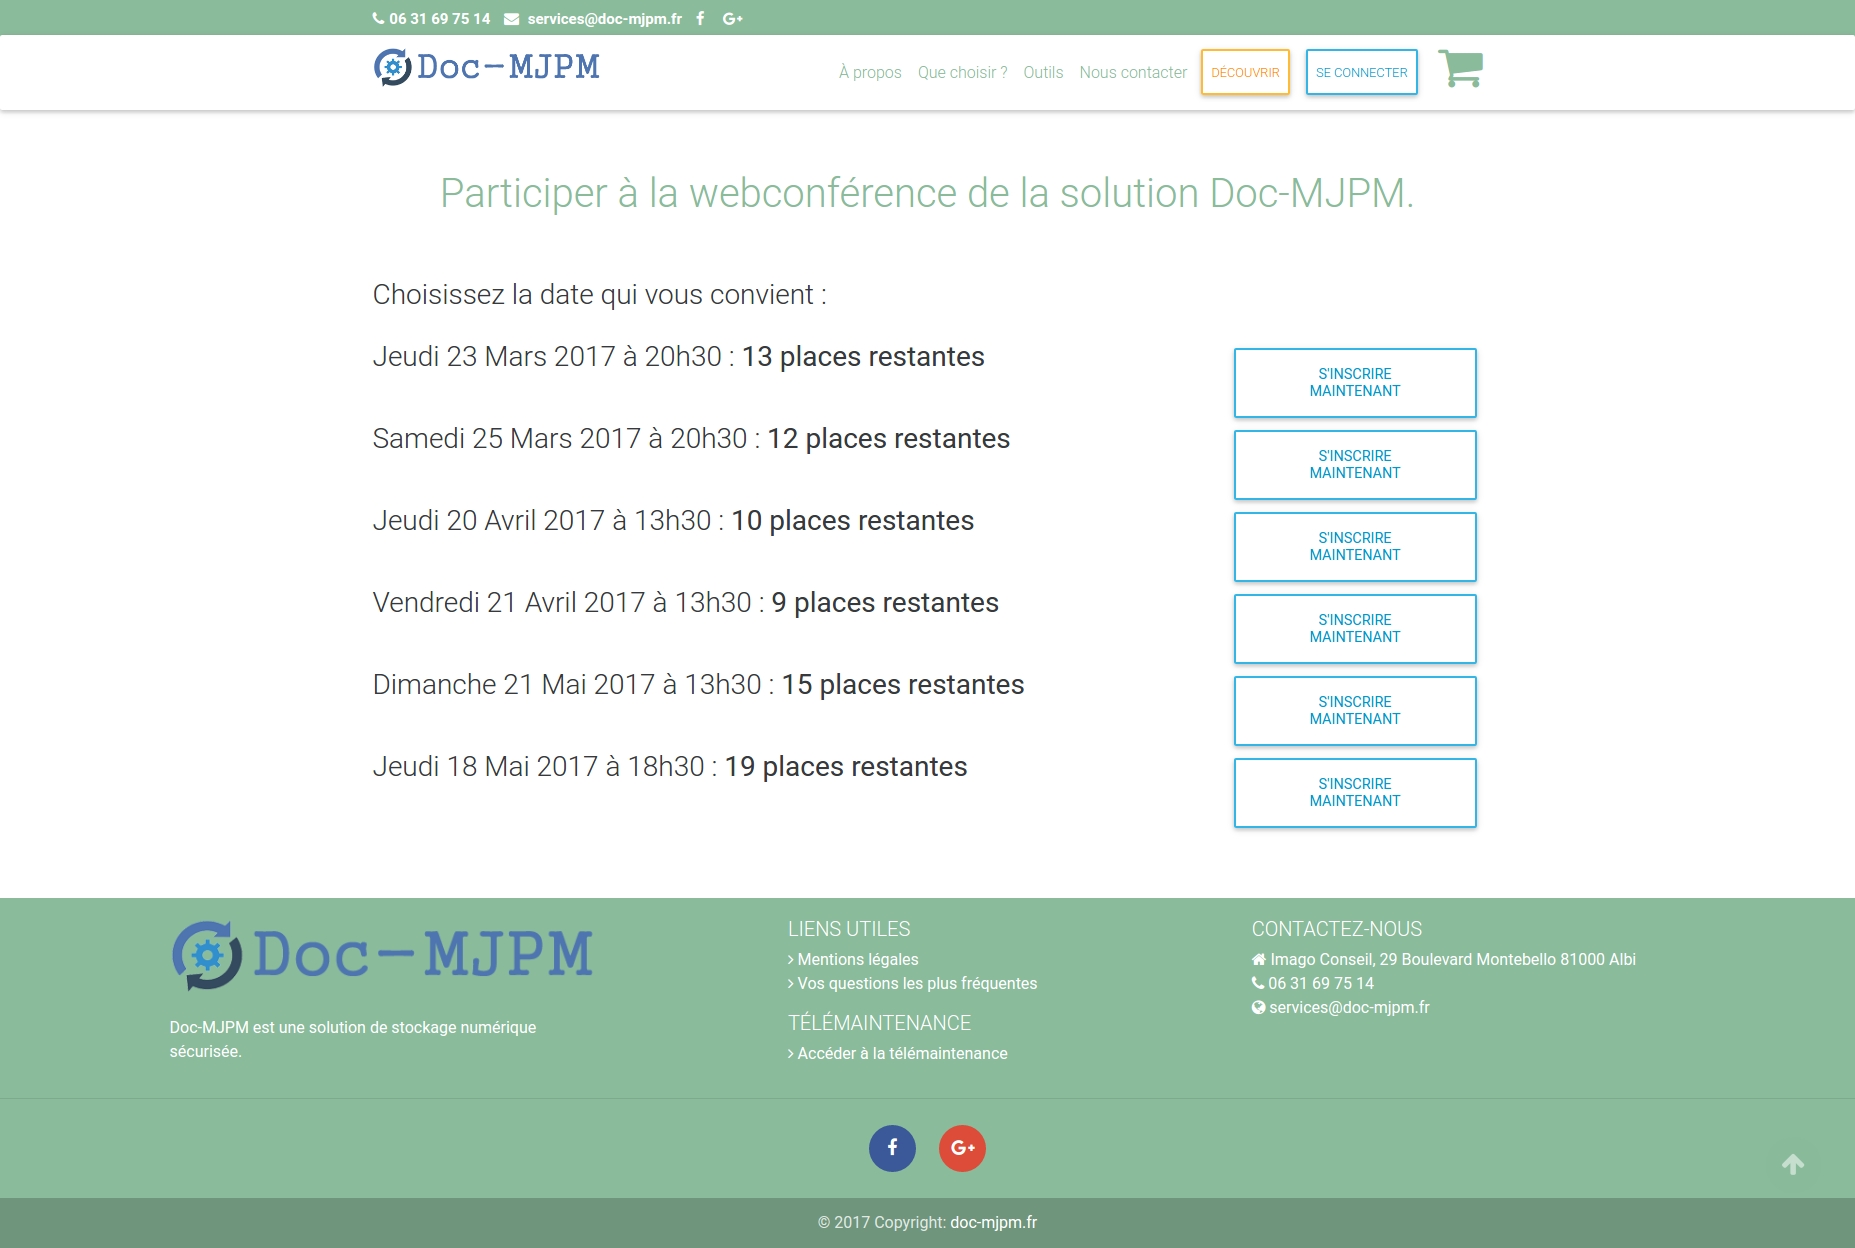 06 31 69 75 14 services@doc-mjpm.fr
Doc-MJPM
À propos Que choisir ? Outils Nous contacter DÉCOUVRIR SE CONNECTER
Participer à la webconférence de la solution Doc-MJPM.
Choisissez la date qui vous convient :
Jeudi 23 Mars 2017 à 20h30 : 13 places restantes
S'INSCRIRE
MAINTENANT
Samedi 25 Mars 2017 à 20h30 : 12 places restantes
S'INSCRIRE
MAINTENANT
Jeudi 20 Avril 2017 à 13h30 : 10 places restantes
S'INSCRIRE
MAINTENANT
Vendredi 21 Avril 2017 à 13h30 : 9 places restantes
S'INSCRIRE
MAINTENANT
Dimanche 21 Mai 2017 à 13h30 : 15 places restantes
S'INSCRIRE
MAINTENANT
Jeudi 18 Mai 2017 à 18h30 : 19 places restantes
S'INSCRIRE
MAINTENANT
Doc-MJPM
Doc-MJPM est une solution de stockage numérique
sécurisée.
LIENS UTILES
Mentions légales
Vos questions les plus fréquentes
TÉLÉMAINTENANCE
Accéder à la télémaintenance
CONTACTEZ-NOUS
Imago Conseil, 29 Boulevard Montebello 81000 Albi
06 31 69 75 14
services@doc-mjpm.fr
© 2017 Copyright: doc-mjpm.fr